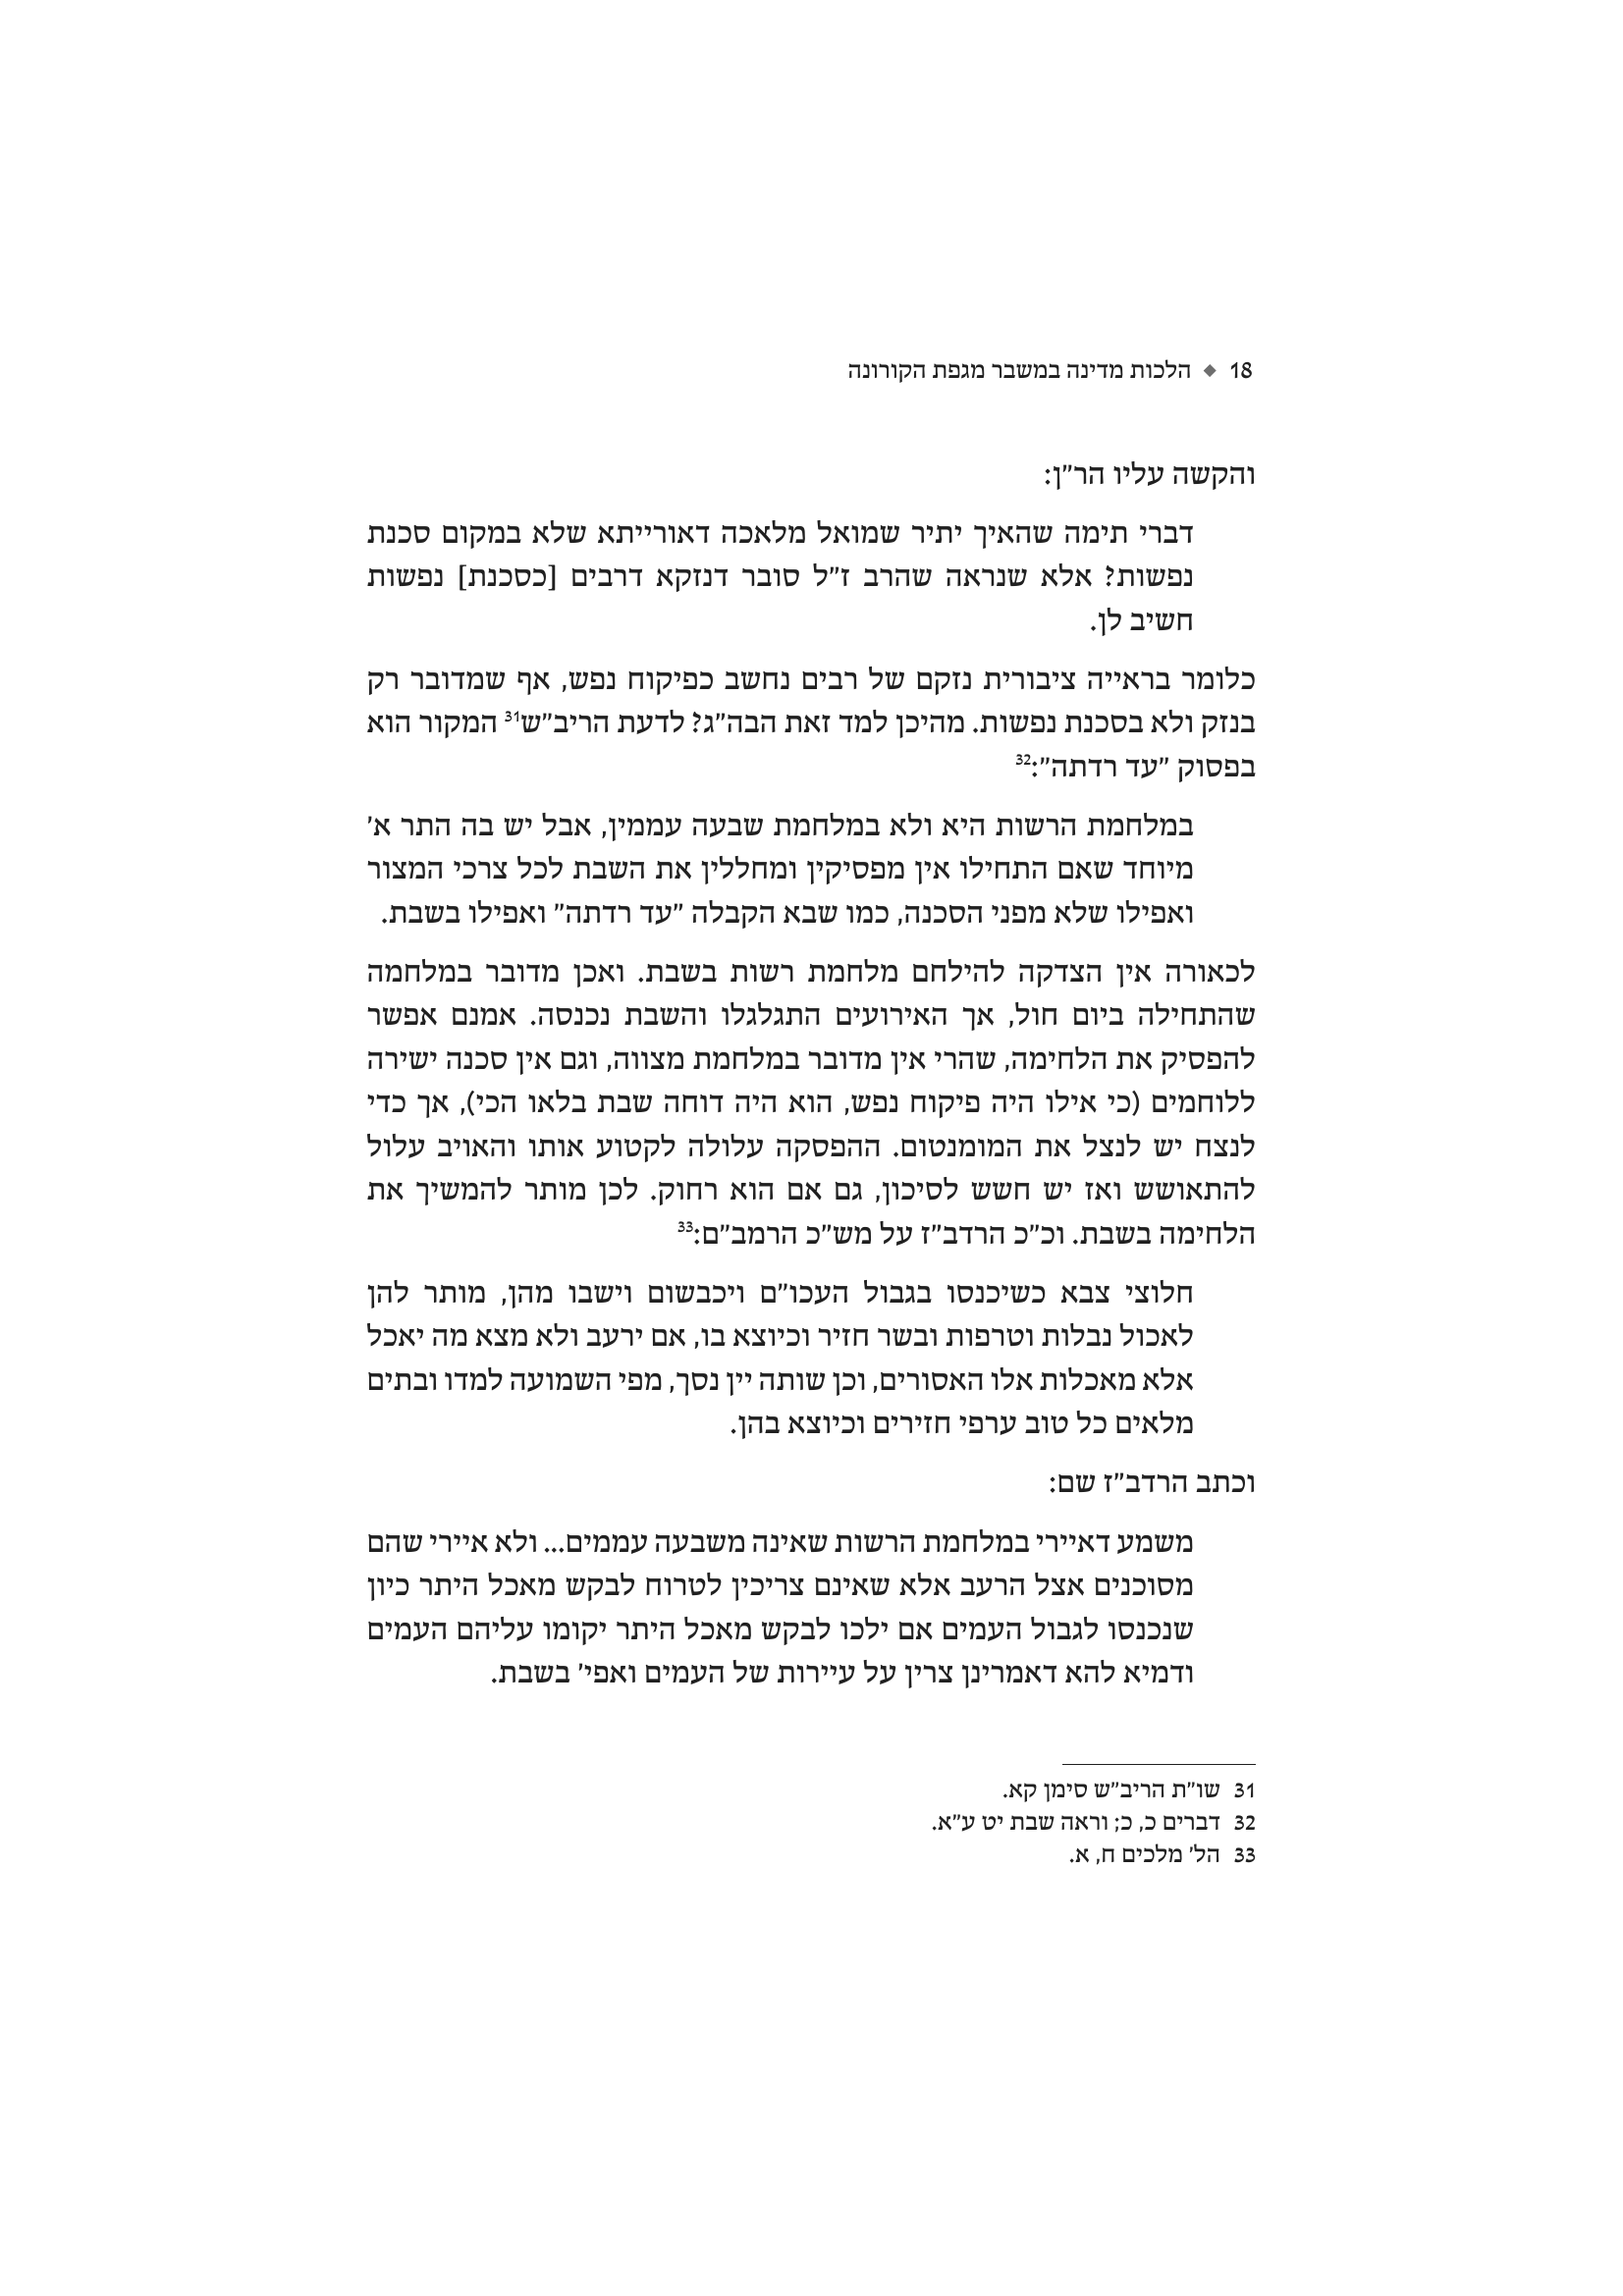 18 ◆ הלכות מדינה במשבר מגפת הקורונה
והקשה עליו הר"ן:
דברי תימה שהאיך יתיר שמואל מלאכה דאורייתא שלא במקום סכנת
נפשות? אלא שנראה שהרב ז"ל סובר דנזקא דרבים [כסכנת] נפשות
חשיב לן.
כלומר בראייה ציבורית נזקם של רבים נחשב כפיקוח נפש, אף שמדובר רק
בנזק ולא בסכנת נפשות. מהיכן למד זאת הבה"ג? לדעת הריב"ש31 המקור הוא
בפסוק "עד רדתה":32
במלחמת הרשות היא ולא במלחמת שבעה עממין, אבל יש בה התר א'
מיוחד שאם התחילו אין מפסיקין ומחללין את השבת לכל צרכי המצור
ואפילו שלא מפני הסכנה, כמו שבא הקבלה "עד רדתה" ואפילו בשבת.
לכאורה אין הצדקה להילחם מלחמת רשות בשבת. ואכן מדובר במלחמה
שהתחילה ביום חול, אך האירועים התגלגלו והשבת נכנסה. אמנם אפשר
להפסיק את הלחימה, שהרי אין מדובר במלחמת מצווה, וגם אין סכנה ישירה
ללוחמים (כי אילו היה פיקוח נפש, הוא היה דוחה שבת בלאו הכי), אך כדי
לנצח יש לנצל את המומנטום. ההפסקה עלולה לקטוע אותו והאויב עלול
להתאושש ואז יש חשש לסיכון, גם אם הוא רחוק. לכן מותר להמשיך את
הלחימה בשבת. וכ"כ הרדב"ז על מש"כ הרמב"ם:33
חלוצי צבא כשיכנסו בגבול העכו"ם ויכבשום וישבו מהן, מותר להן
לאכול נבלות וטרפות ובשר חזיר וכיוצא בו, אם ירעב ולא מצא מה יאכל
אלא מאכלות אלו האסורים, וכן שותה יין נסך, מפי השמועה למדו ובתים
מלאים כל טוב ערפי חזירים וכיוצא בהן.
וכתב הרדב"ז שם:
משמע דאיירי במלחמת הרשות שאינה משבעה עממים... ולא איירי שהם
מסוכנים אצל הרעב אלא שאינם צריכין לטרוח לבקש מאכל היתר כיון
שנכנסו לגבול העמים אם ילכו לבקש מאכל היתר יקומו עליהם העמים
ודמיא להא דאמרינן צרין על עיירות של העמים ואפי' בשבת.
31 שו"ת הריב"ש סימן קא.
32 דברים כ, כ; וראה שבת יט ע"א.
33 הל' מלכים ח, א.